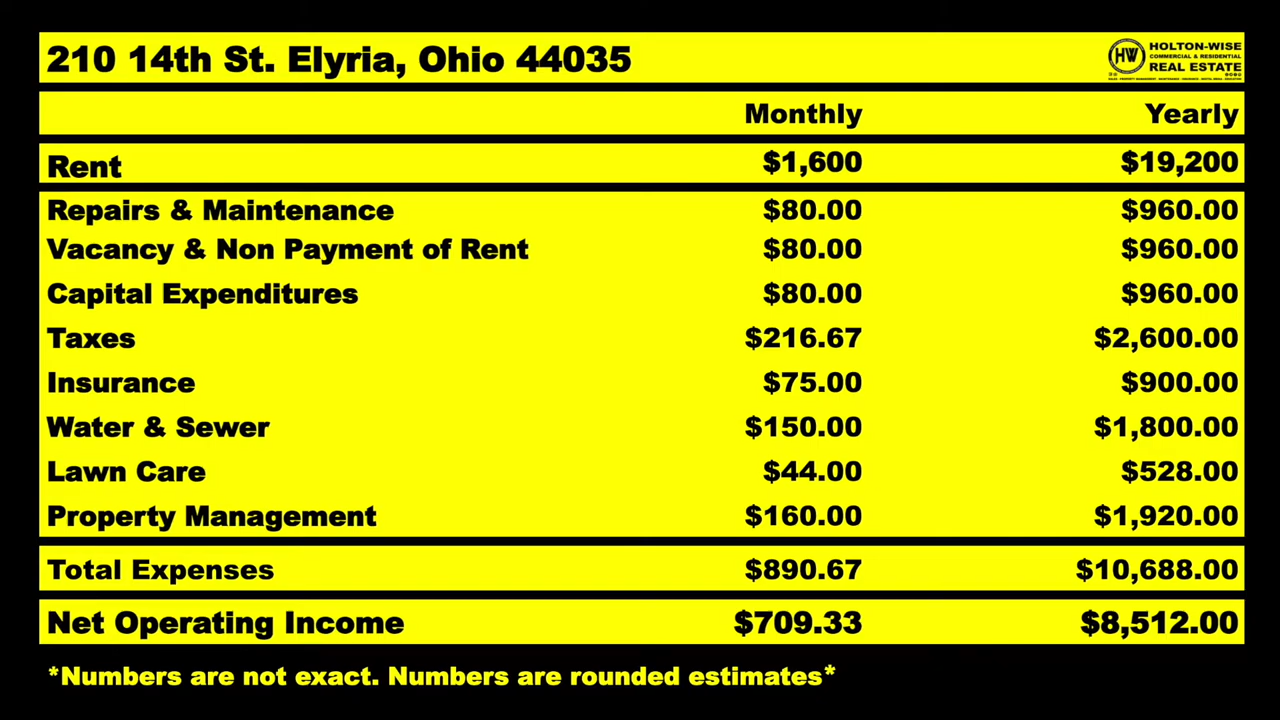 210 14th St. Elyria, Ohio 44035
HW
HOLTON-WISE
COMMERCIAL & RESIDENTIAL
REAL ESTATE
Monthly Yearly
Rent $1,600 $19,200
Repairs & Maintenance $80.00 $960.00
Vacancy & Non Payment of Rent $80.00 $960.00
Capital Expenditures $80.00 $960.00
Taxes $216.67 $2,600.00
Insurance $75.00 $900.00
Water & Sewer $150.00 $1,800.00
Lawn Care $44.00 $528.00
Property Management $160.00 $1,920.00
Total Expenses $890.67 $10,688.00
Net Operating Income $709.33 $8,512.00
*Numbers are not exact. Numbers are rounded estimates*